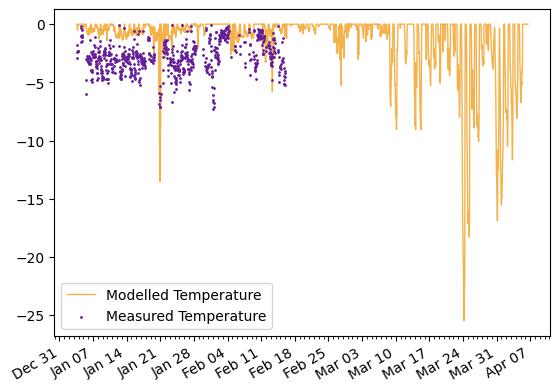 0
−5
−10
−15
−20
−25
Modelled Temperature
Measured Temperature
Dec 31
Jan 07
Jan 14
Jan 21
Jan 28
Feb 04
Feb 11
Feb 18
Feb 25
Mar 03
Mar 10
Mar 17
Mar 24
Mar 31
Apr 07